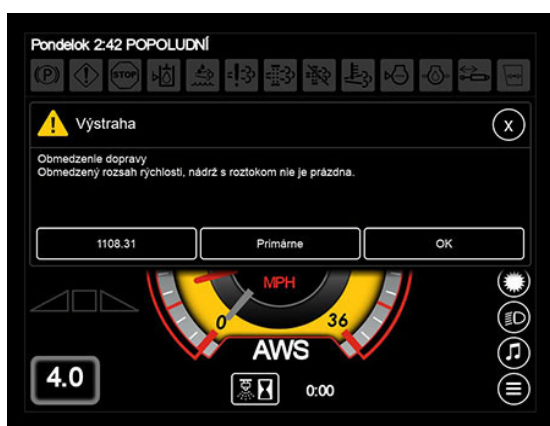 Pondelok 2:42 POPOLUDNÍ
(P) STOP
Výstraha X
Obmedzenie dopravy
Obmedzený rozsah rýchlosti, nádrž s roztokom nie je prázdna.
1108.31 Primárne OK
MPH
0 36
AWS
4.0 0:00